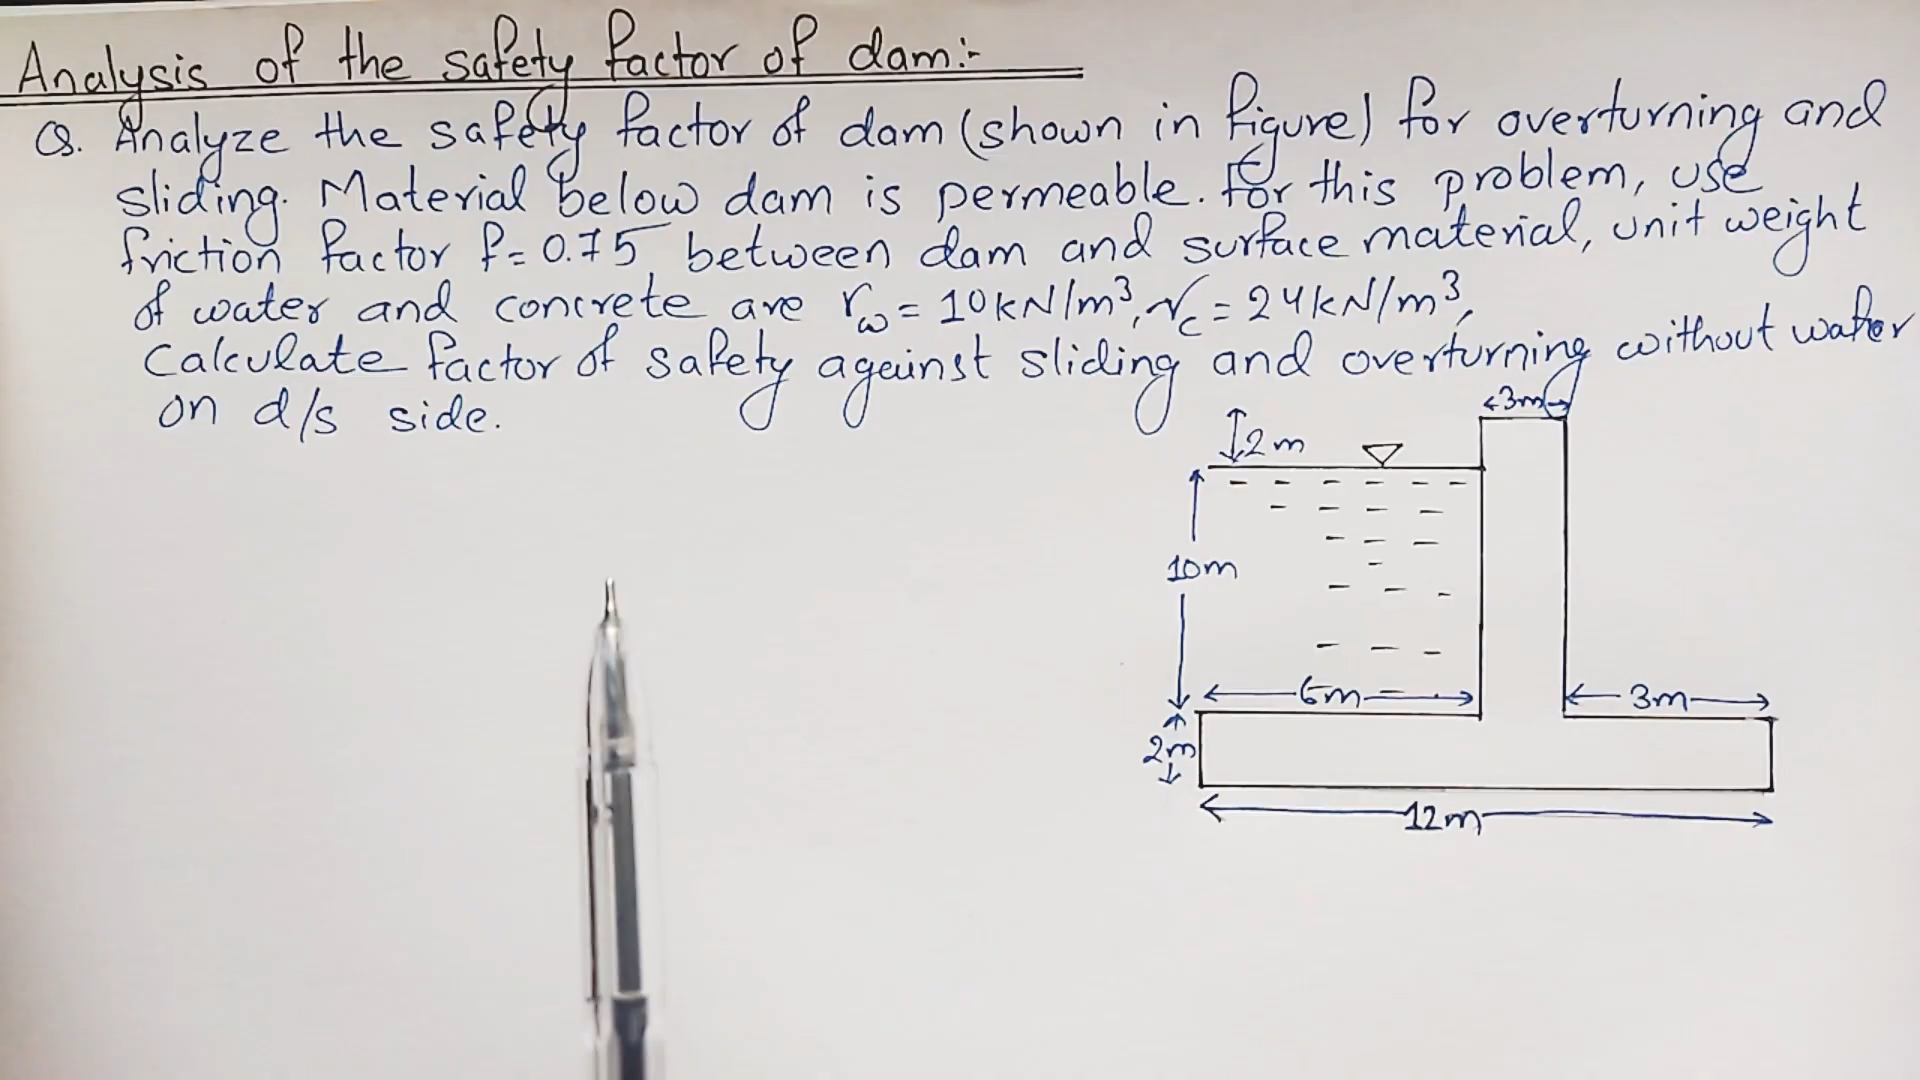 Analysis of the safety factor of dam:-
Q. Analyze the safety factor of dam (shown in figure) for overturning and
sliding. Material below dam is permeable. For this problem, use
friction factor f = 0.75 between dam and surface material, unit weight
of water and concrete are rw = 10kN/m³, rc = 24kN/m³,
Calculate factor of safety against sliding and overturning without water
on d/s side.
3m
2m
10m
6m
3m
2m
12m